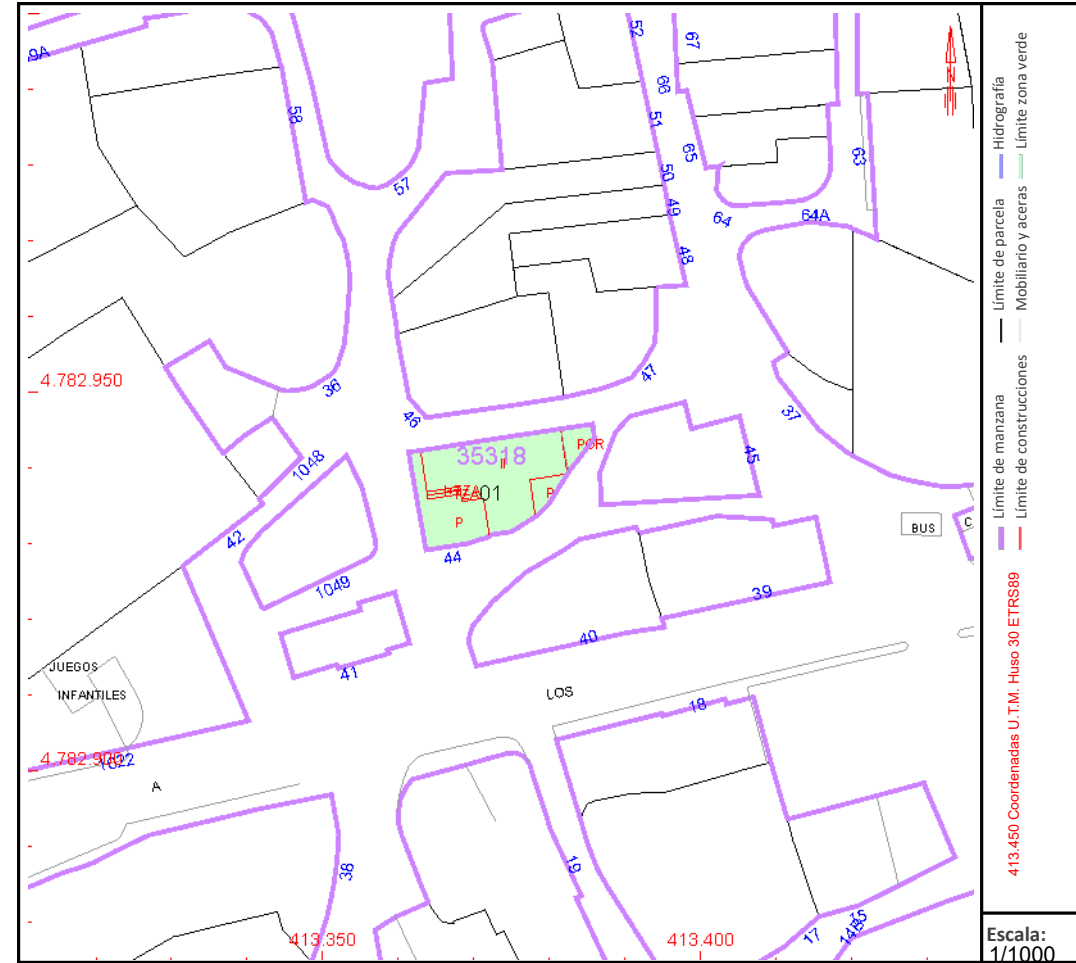 9A
58
57
52
67
66
51
65
50
49
48
64
64A
63
N
4.782.950
36
46
47
37
1048
42
35318
II
POR
01
P
P
44
45
1049
41
40
39
BUS
C
JUEGOS
INFANTILES
LOS
18
4.782.900
1022
A
38
19
413.350
413.400
17
15
Límite de manzana
Límite de parcela
Hidrografía
Límite de construcciones
Mobiliario y aceras
Límite zona verde
413.450 Coordenadas U.T.M. Huso 30 ETRS89
Escala:
1/1000